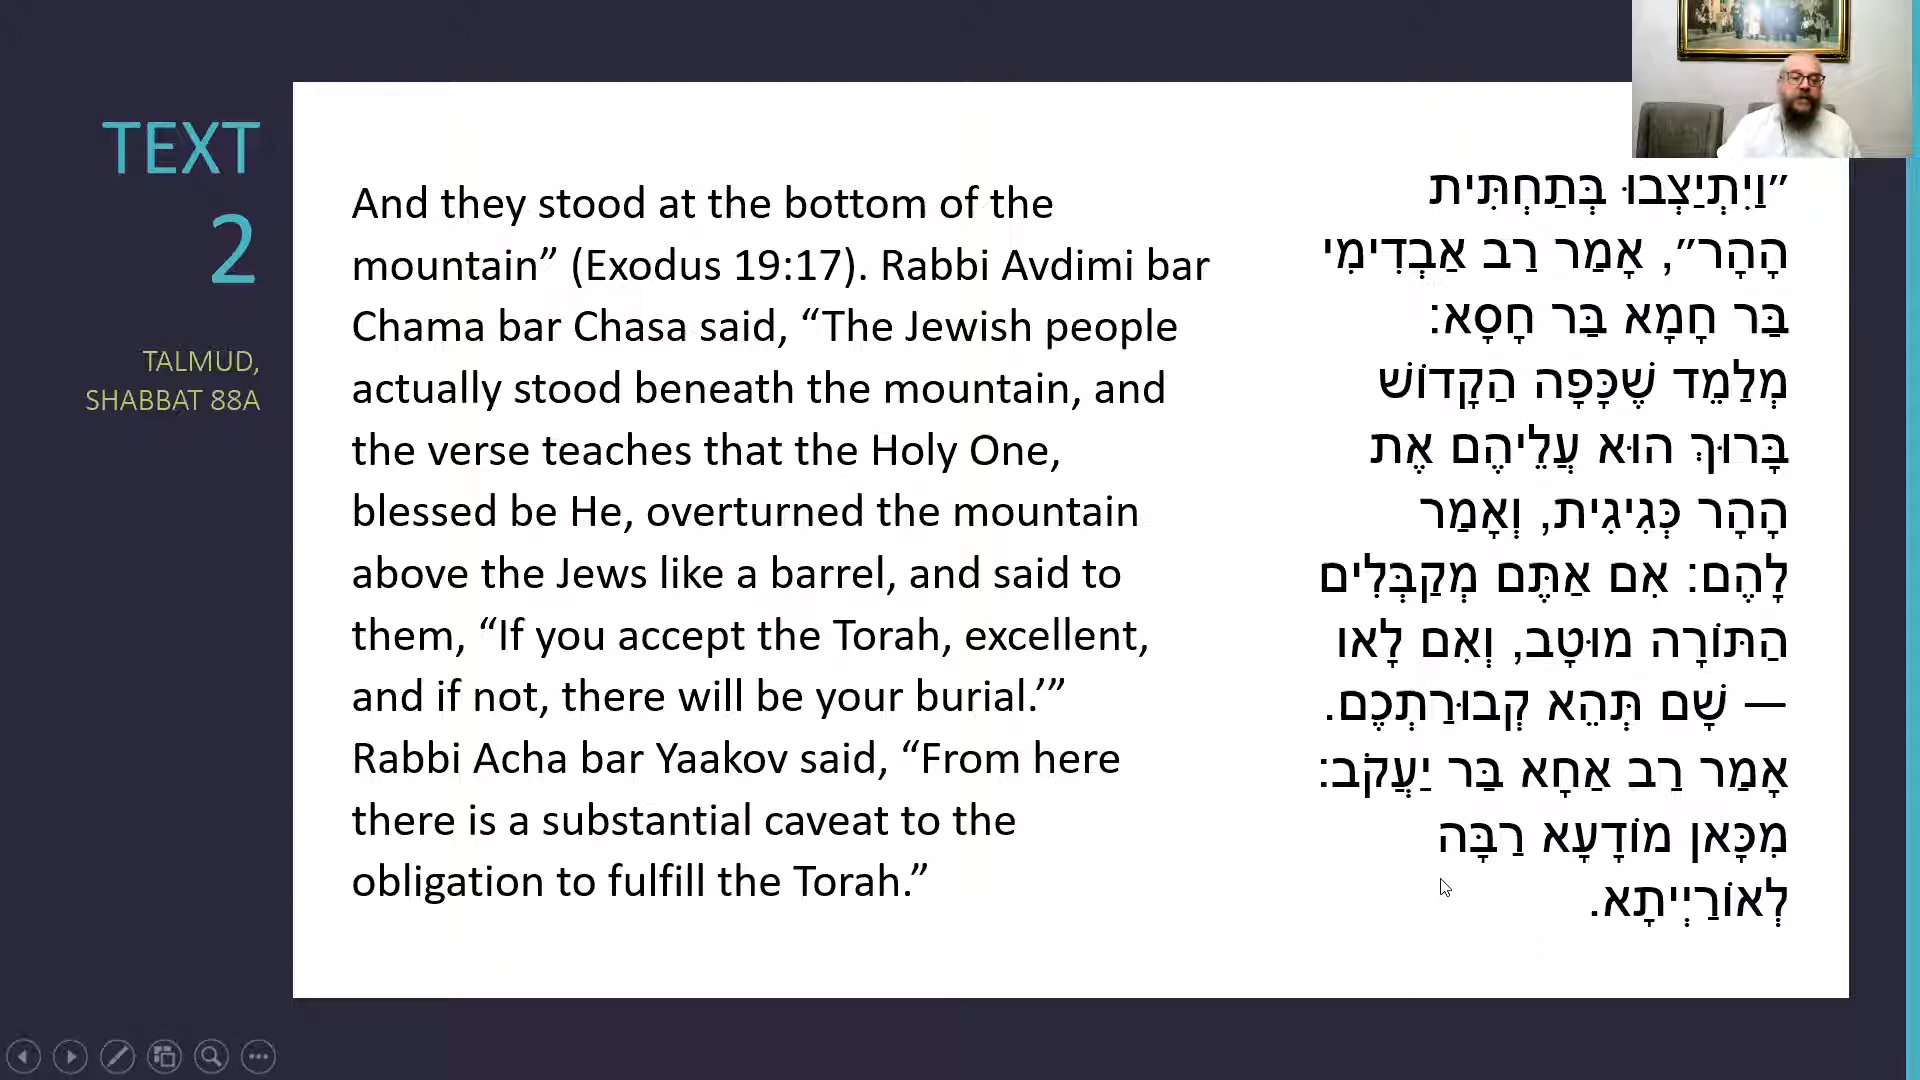 TEXT
2
TALMUD,
SHABBAT 88A
And they stood at the bottom of the
mountain” (Exodus 19:17). Rabbi Avdimi bar
Chama bar Chasa said, “The Jewish people
actually stood beneath the mountain, and
the verse teaches that the Holy One,
blessed be He, overturned the mountain
above the Jews like a barrel, and said to
them, “If you accept the Torah, excellent,
and if not, there will be your burial.’”
Rabbi Acha bar Yaakov said, “From here
there is a substantial caveat to the
obligation to fulfill the Torah.”
״וַיִּתְיַצְּבוּ בְּתַחְתִּית
הָהָר״, אָמַר רַב אַבְדִּימִי
בַּר חָמָא בַּר חָסָא:
מְלַמֵּד שֶׁכָּפָה הַקָּדוֹשׁ
בָּרוּךְ הוּא עֲלֵיהֶם אֶת
הָהָר כְּגִיגִית, וְאָמַר
לָהֶם: אִם אַתֶּם מְקַבְּלִים
הַתּוֹרָה מוּטָב, וְאִם לָאו
— שָׁם תְּהֵא קְבוּרַתְכֶם.
אָמַר רַב אַחָא בַּר יַעֲקֹב:
מִכָּאן מוֹדָעָא רַבָּה
לְאוֹרַיְיתָא.